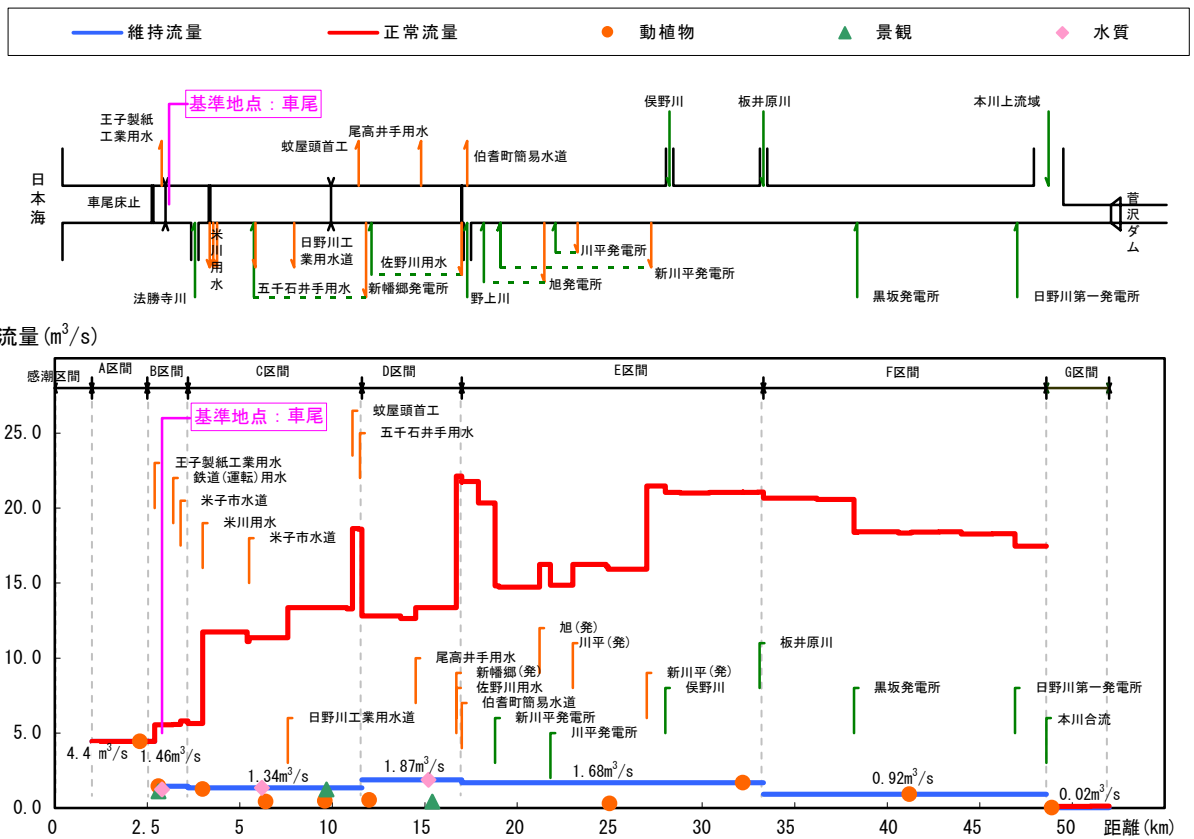 維持流量
正常流量
動植物
景観
水質
基準地点：車尾
俣野川
板井原川
本川上流域
王子製紙
工業用水
尾高井手用水
蚊屋頭首工
伯耆町簡易水道
日本海
車尾床止
菅沢ダム
米川用水
日野川工
業用水道
佐野川用水
川平発電所
新川平発電所
法勝寺川
五千石井手用水
新幡郷発電所
野上川
旭発電所
黒坂発電所
日野川第一発電所
流量(m³/s)
感潮区間
A区間
B区間
C区間
D区間
E区間
F区間
G区間
基準地点：車尾
蚊屋頭首工
五千石井手用水
25.0
王子製紙工業用水
鉄道(運転)用水
米子市水道
20.0
米川用水
米子市水道
15.0
旭(発)
川平(発)
板井原川
10.0
尾高井手用水
新幡郷(発)
新川平(発)
佐野川用水
俣野川
黒坂発電所
日野川第一発電所
伯耆町簡易水道
日野川工業用水道
新川平発電所
本川合流
川平発電所
5.0
4.4 m³/s
1.46m³/s
1.34m³/s
1.87m³/s
1.68m³/s
0.92m³/s
0.02m³/s
0.0
0
2.5
5
10
15
20
25
30
35
40
45
50
距離(km)